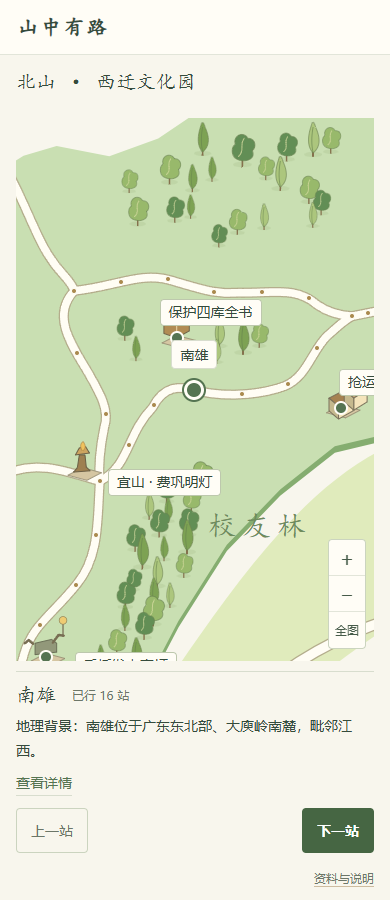 山中有路
北山 • 西迁文化园
保护四库全书
南雄
抢运
宜山 · 费巩明灯
校友林
+
−
全图
南雄 已行 16 站
地理背景：南雄位于广东东北部、大庾岭南麓，毗邻江
西。
查看详情
上一站
下一站
资料与说明